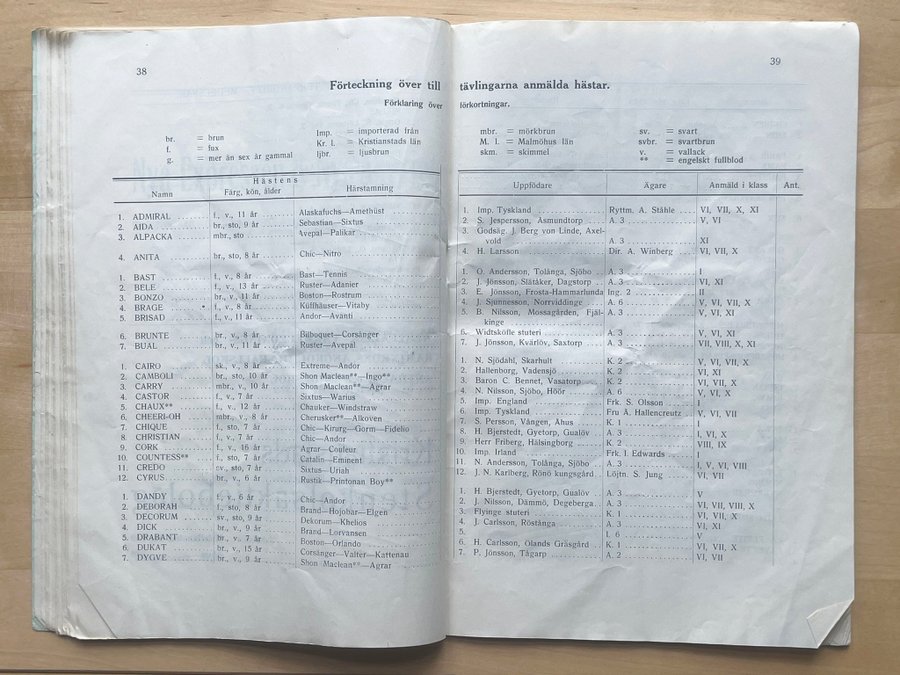 38
Förteckning över till
Förklaring över
br. = brun
f. = fux
g. = mer än sex år gammal
Imp. = importerad från
Kr. l. = Kristianstads län
ljbr. = ljusbrun
Hästens
Namn Färg, kön, ålder Härstamning
1. ADMIRAL f., v., 11 år Alaskafuchs—Amethüst
2. AIDA br., sto, 9 år Sebastian—Sixtus
3. ALPACKA mbr., sto Avepal—Palikar
4. ANITA br., sto, 8 år Chic—Nitro
1. BAST f., v., 8 år Bast—Tennis
2. BELE f., v., 13 år Ruster—Adanier
3. BONZO br., v., 11 år Boston—Rostrum
4. BRAGE f., v., 8 år Küllhäuser—Vitaby
5. BRISAD f., v., 11 år Andor—Avanti
6. BRUNTE br., v., 8 år Bilboquet—Corsånger
7. BUAL br., v., 11 år Ruster—Avepal
1. CAIRO sk., v., 8 år Extreme—Andor
2. CAMBOLI br., sto, 10 år Shon Maclean**—Ingo**
3. CARRY mbr., v., 10 år Shon Maclean**—Agrar
4. CASTOR f., v., 7 år Sixtus—Warius
5. CHAUX** f., v., 12 år Chauker—Windstraw
6. CHEERI-OH mbr., v., 8 år Cherusker**—Alkoven
7. CHIQUE f., sto, 7 år Chic—Kirurg—Gorm—Fidelio
8. CHRISTIAN f., v., 7 år Chic—Andor
9. CORK f., v., 16 år Agrar—Couleur
10. COUNTESS** f., sto, 7 år Catalin—Eminent
11. CREDO sv., sto, 7 år Sixtus—Uriah
12. CYRUS br., v., 6 år Rustik—Printonan Boy**
1. DANDY f., v., 6 år Chic—Andor
2. DEBORAH f., sto, 8 år Brand—Hojobar—Elgen
3. DECORUM sv., sto, 9 år Dekorum—Khelios
4. DICK br., v., 9 år Brand—Lorvansen
5. DRABANT br., v., 7 år Boston—Orlando
6. DUKAT br., v., 15 år Corsånger—Valter—Kattenau
7. DYGVE br., v., 9 år Shon Maclean**—Agrar
39
tävlingarna anmälda hästar.
förkortningar.
mbr. = mörkbrun
M. l. = Malmöhus län
skm. = skimmel
sv. = svart
svbr. = svartbrun
v. = vallack
** = engelskt fullblod
Uppfödare Ägare Anmäld i klass Ant.
1. Imp. Tyskland Ryttm. A. Ståhle VI, VII, X, XI
2. S. Jespersson, Åsmundtorp A. 3 V, VI
3. Godsäg. J. Berg von Linde, Axel-
vold A. 3 XI
4. H. Larsson Dir. A. Winberg VI, VII, X
1. O. Andersson, Tolånga, Sjöbo A. 3 I
2. J. Jönsson, Slätåker, Dagstorp A. 3 VI, XI
3. E. Jönsson, Frosta-Hammarlunda Ing. 2 II
4. J. Sjunnesson, Norrviddinge A. 6 V, VI, VII, X
5. B. Nilsson, Mossagården, Fjäl-
kinge A. 3 V, VI, XI
6. Widtsköfle stuteri A. 3 V, VI, XI
7. J. Jönsson, Kvärlöv, Saxtorp A. 3 VII, VIII, X, XI
1. N. Sjödahl, Skarhult K. 2 V, VI, VII, X
2. Hallenborg, Vadensjö K. 2 VI, XI
3. Baron C. Bennet, Vasatorp K. 2 VI, VII, X
4. N. Nilsson, Sjöbo, Höör A. 6 V, VI, X
5. Imp. England Frk. S. Olsson I
6. Imp. Tyskland Fru Ä. Hallencreutz V, VI, VII
7. S. Persson, Vången, Åhus K. 1 I
8. H. Bjerstedt, Gyetorp, Gualöv A. 3 I, VI, X
9. Herr Friberg, Hälsingborg K. 2 VIII, IX
10. Imp. Irland Frk. I. Edwards I
11. N. Andersson, Tolånga, Sjöbo A. 3 I, V, VI, VIII
12. J. N. Karlberg, Rönö kungsgård Löjtn. S. Jung VI, VII
1. H. Bjerstedt, Gyetorp, Gualöv A. 3 V
2. J. Nilsson, Dämmö, Degeberga A. 3 VI, VII, VIII, X
3. Flyinge stuteri K. 1 VI, VII, X
4. J. Carlsson, Röstånga A. 3 VI, XI
5. I. 6 V
6. H. Carlsson, Ölands Gräsgård K. 1 VI, VII, X
7. P. Jönsson, Tågarp A. 2 VI, VII